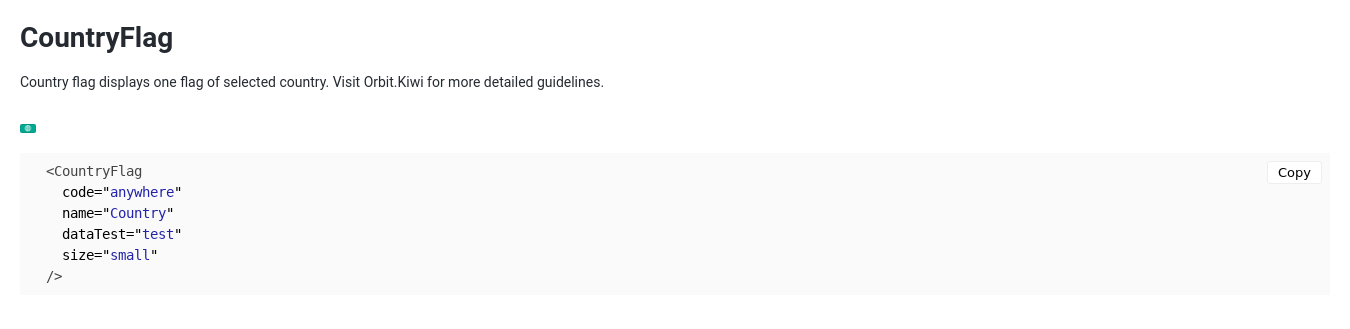 CountryFlag
Country flag displays one flag of selected country. Visit Orbit.Kiwi for more detailed guidelines.
<CountryFlag
Copy
code="anywhere"
name="Country"
dataTest="test"
size="small"
/>